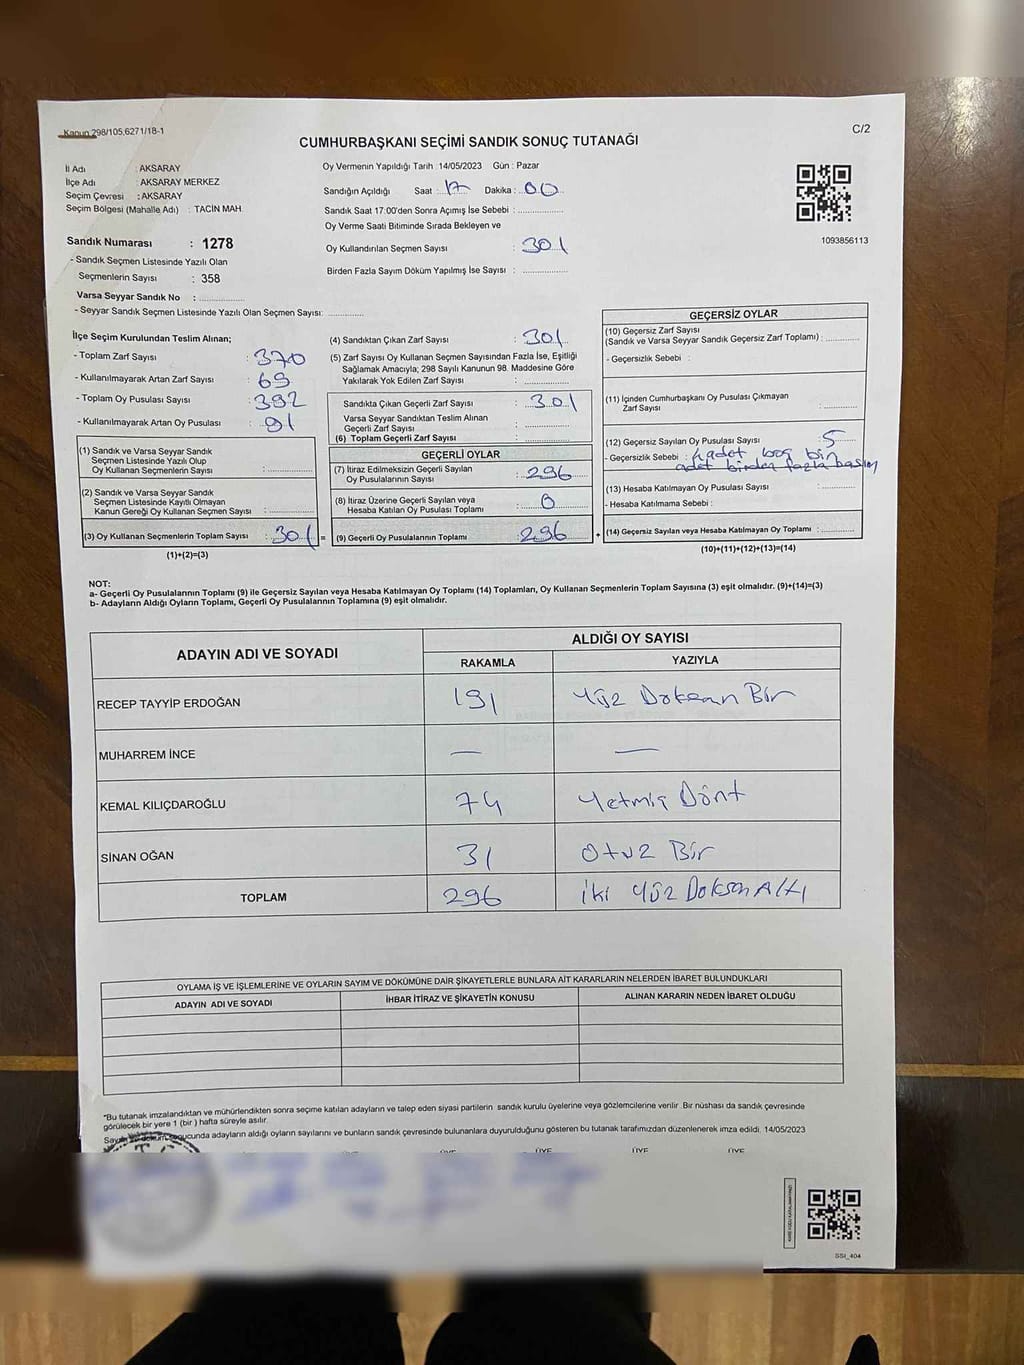 Kanun 298/105,6271/18-1
C/2
CUMHURBAŞKANI SEÇİMİ SANDIK SONUÇ TUTANAĞI
İl Adı : AKSARAY
İlçe Adı : AKSARAY MERKEZ
Seçim Çevresi : AKSARAY
Seçim Bölgesi (Mahalle Adı) : TACİN MAH.
Sandık Numarası : 1278
- Sandık Seçmen Listesinde Yazılı Olan
Seçmenlerin Sayısı : 358
Varsa Seyyar Sandık No : ..............
- Seyyar Sandık Seçmen Listesinde Yazılı Olan Seçmen Sayısı: ............
Oy Vermenin Yapıldığı Tarih :14/05/2023 Gün : Pazar
Sandığın Açıldığı Saat : 17 Dakika : 00
Sandık Saat 17:00'den Sonra Açımış İse Sebebi : ..............
Oy Verme Saati Bitiminde Sırada Bekleyen ve
Oy Kullandırılan Seçmen Sayısı : 301
Birden Fazla Sayım Döküm Yapılmış İse Sayısı : ..............
1093856113
İlçe Seçim Kurulundan Teslim Alınan;
- Toplam Zarf Sayısı : 370
- Kullanılmayarak Artan Zarf Sayısı : 69
- Toplam Oy Pusulası Sayısı : 392
- Kullanılmayarak Artan Oy Pusulası : 91
(1) Sandık ve Varsa Seyyar Sandık
Seçmen Listesinde Yazılı Olup
Oy Kullanan Seçmenlerin Sayısı : ..............
(2) Sandık ve Varsa Seyyar Sandık
Seçmen Listesinde Kayıtlı Olmayan
Kanun Gereği Oy Kullanan Seçmen Sayısı : ..............
(3) Oy Kullanan Seçmenlerin Toplam Sayısı : 301 =
(1)+(2)=(3)
(4) Sandıktan Çıkan Zarf Sayısı : 301
(5) Zarf Sayısı Oy Kullanan Seçmen Sayısından Fazla İse, Eşitliği
Sağlamak Amacıyla; 298 Sayılı Kanunun 98. Maddesine Göre
Yakılarak Yok Edilen Zarf Sayısı : ..............
Sandıkta Çıkan Geçerli Zarf Sayısı : 301
Varsa Seyyar Sandıktan Teslim Alınan
Geçerli Zarf Sayısı : ..............
(6) Toplam Geçerli Zarf Sayısı : ..............
GEÇERLİ OYLAR
(7) İtiraz Edilmeksizin Geçerli Sayılan
Oy Pusulalarının Sayısı : 296
(8) İtiraz Üzerine Geçerli Sayılan veya
Hesaba Katılan Oy Pusulası Toplamı : 0
(9) Geçerli Oy Pusulalarının Toplamı : 296 +
GEÇERSİZ OYLAR
(10) Geçersiz Zarf Sayısı
(Sandık ve Varsa Seyyar Sandık Geçersiz Zarf Toplamı) : ............
- Geçersizlik Sebebi :
(11) İçinden Cumhurbaşkanı Oy Pusulası Çıkmayan
Zarf Sayısı : ............
(12) Geçersiz Sayılan Oy Pusulası Sayısı : 5
- Geçersizlik Sebebi : 4 adet boş bir
adet birden fazla basım
(13) Hesaba Katılmayan Oy Pusulası Sayısı : ............
- Hesaba Katılmama Sebebi :
(14) Geçersiz Sayılan veya Hesaba Katılmayan Oy Toplamı : ............
(10)+(11)+(12)+(13)=(14)
NOT:
a- Geçerli Oy Pusulalarının Toplamı (9) ile Geçersiz Sayılan veya Hesaba Katılmayan Oy Toplamı (14) Toplamları, Oy Kullanan Seçmenlerin Toplam Sayısına (3) eşit olmalıdır. (9)+(14)=(3)
b- Adayların Aldığı Oyların Toplamı, Geçerli Oy Pusulalarının Toplamına (9) eşit olmalıdır.
ADAYIN ADI VE SOYADI
ALDIĞI OY SAYISI
RAKAMLA YAZIYLA
RECEP TAYYİP ERDOĞAN 191 Yüz Doksan Bir
MUHARREM İNCE — —
KEMAL KILIÇDAROĞLU 74 Yetmiş Dört
SİNAN OĞAN 31 Otuz Bir
TOPLAM 296 İki Yüz Doksan Altı
OYLAMA İŞ VE İŞLEMLERİNE VE OYLARIN SAYIM VE DÖKÜMÜNE DAİR ŞİKAYETLERLE BUNLARA AİT KARARLARIN NELERDEN İBARET BULUNDUKLARI
ADAYIN ADI VE SOYADI İHBAR İTİRAZ VE ŞİKAYETİN KONUSU ALINAN KARARIN NEDEN İBARET OLDUĞU
*Bu tutanak imzalandıktan ve mühürlendikten sonra seçime katılan adayların ve talep eden siyasi partilerin sandık kurulu üyelerine veya gözlemcilerine verilir. Bir nüshası da sandık çevresinde
görülecek bir yere 1 (bir ) hafta süreyle asılır.
Sayım ve döküm sonucunda adayların aldığı oyların sayılarını ve bunların sandık çevresinde bulunanlara duyurulduğunu gösteren bu tutanak tarafımızdan düzenlenerek imza edildi. 14/05/2023
T.C.
ÜYE ÜYE ÜYE ÜYE ÜYE
SSI_404